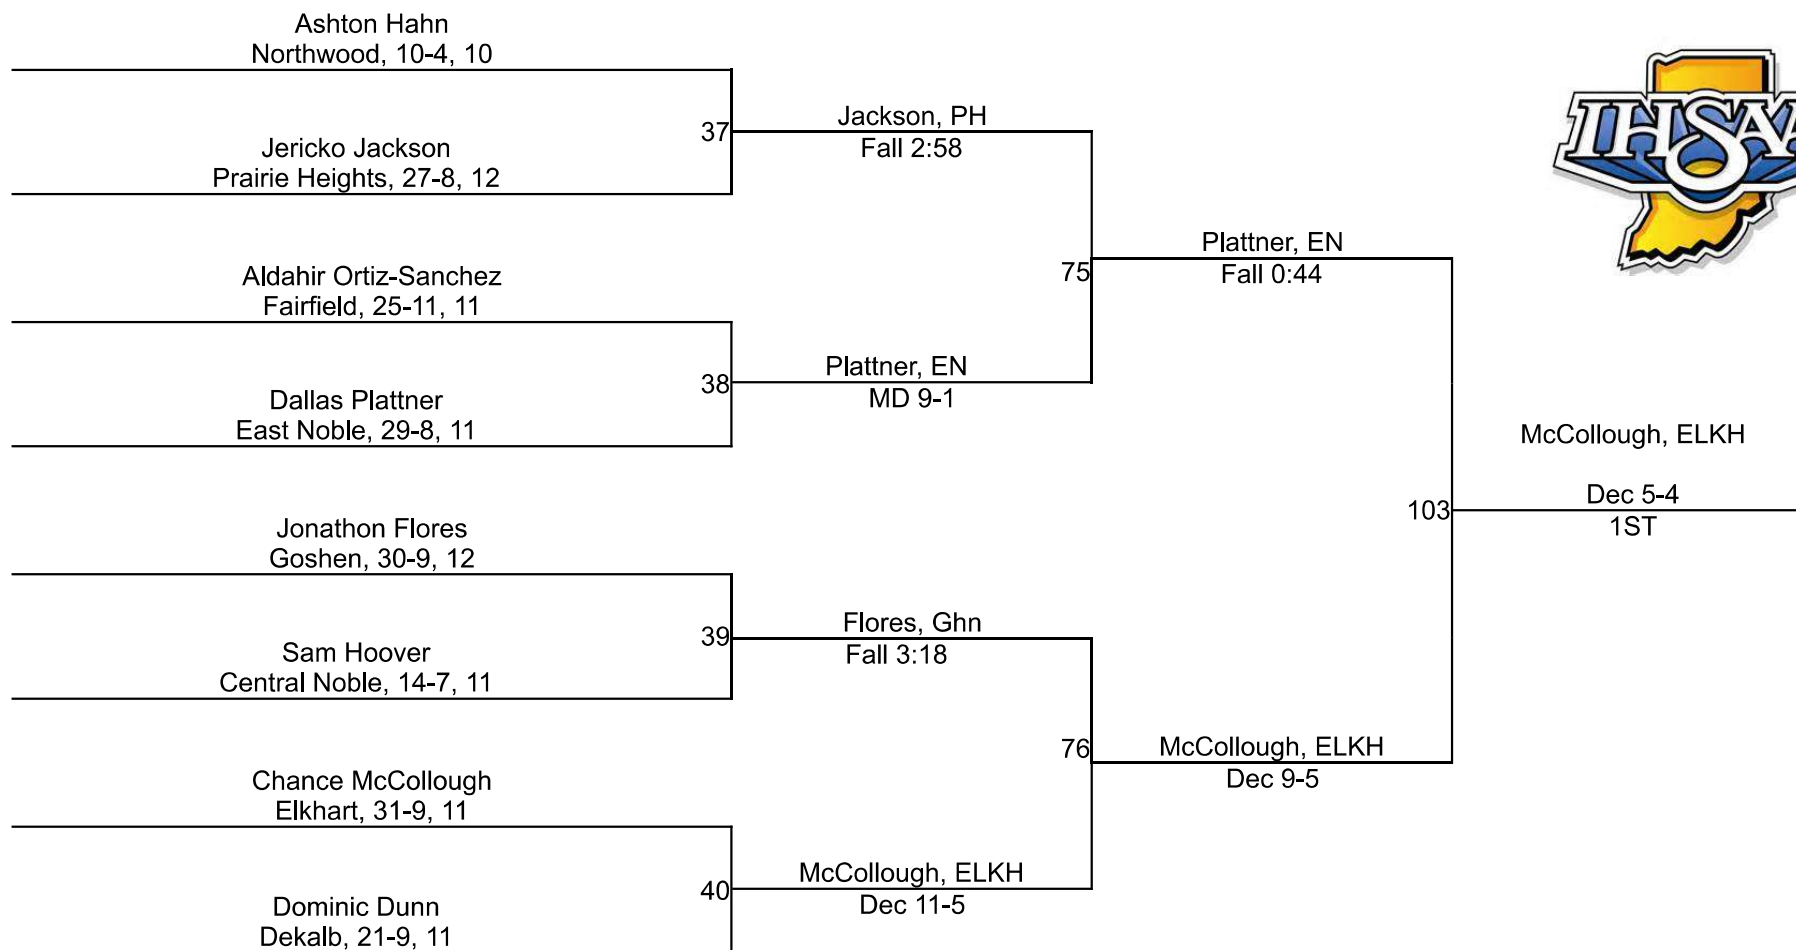 Ashton Hahn
Northwood, 10-4, 10
37
Jackson, PH
Fall 2:58
Jericko Jackson
Prairie Heights, 27-8, 12
IHSAA
Plattner, EN
Fall 0:44
75
Aldahir Ortiz-Sanchez
Fairfield, 25-11, 11
38
Plattner, EN
MD 9-1
Dallas Plattner
East Noble, 29-8, 11
McCollough, ELKH
Dec 5-4
1ST
103
Jonathon Flores
Goshen, 30-9, 12
39
Flores, Ghn
Fall 3:18
Sam Hoover
Central Noble, 14-7, 11
76
McCollough, ELKH
Dec 9-5
Chance McCollough
Elkhart, 31-9, 11
40
McCollough, ELKH
Dec 11-5
Dominic Dunn
Dekalb, 21-9, 11